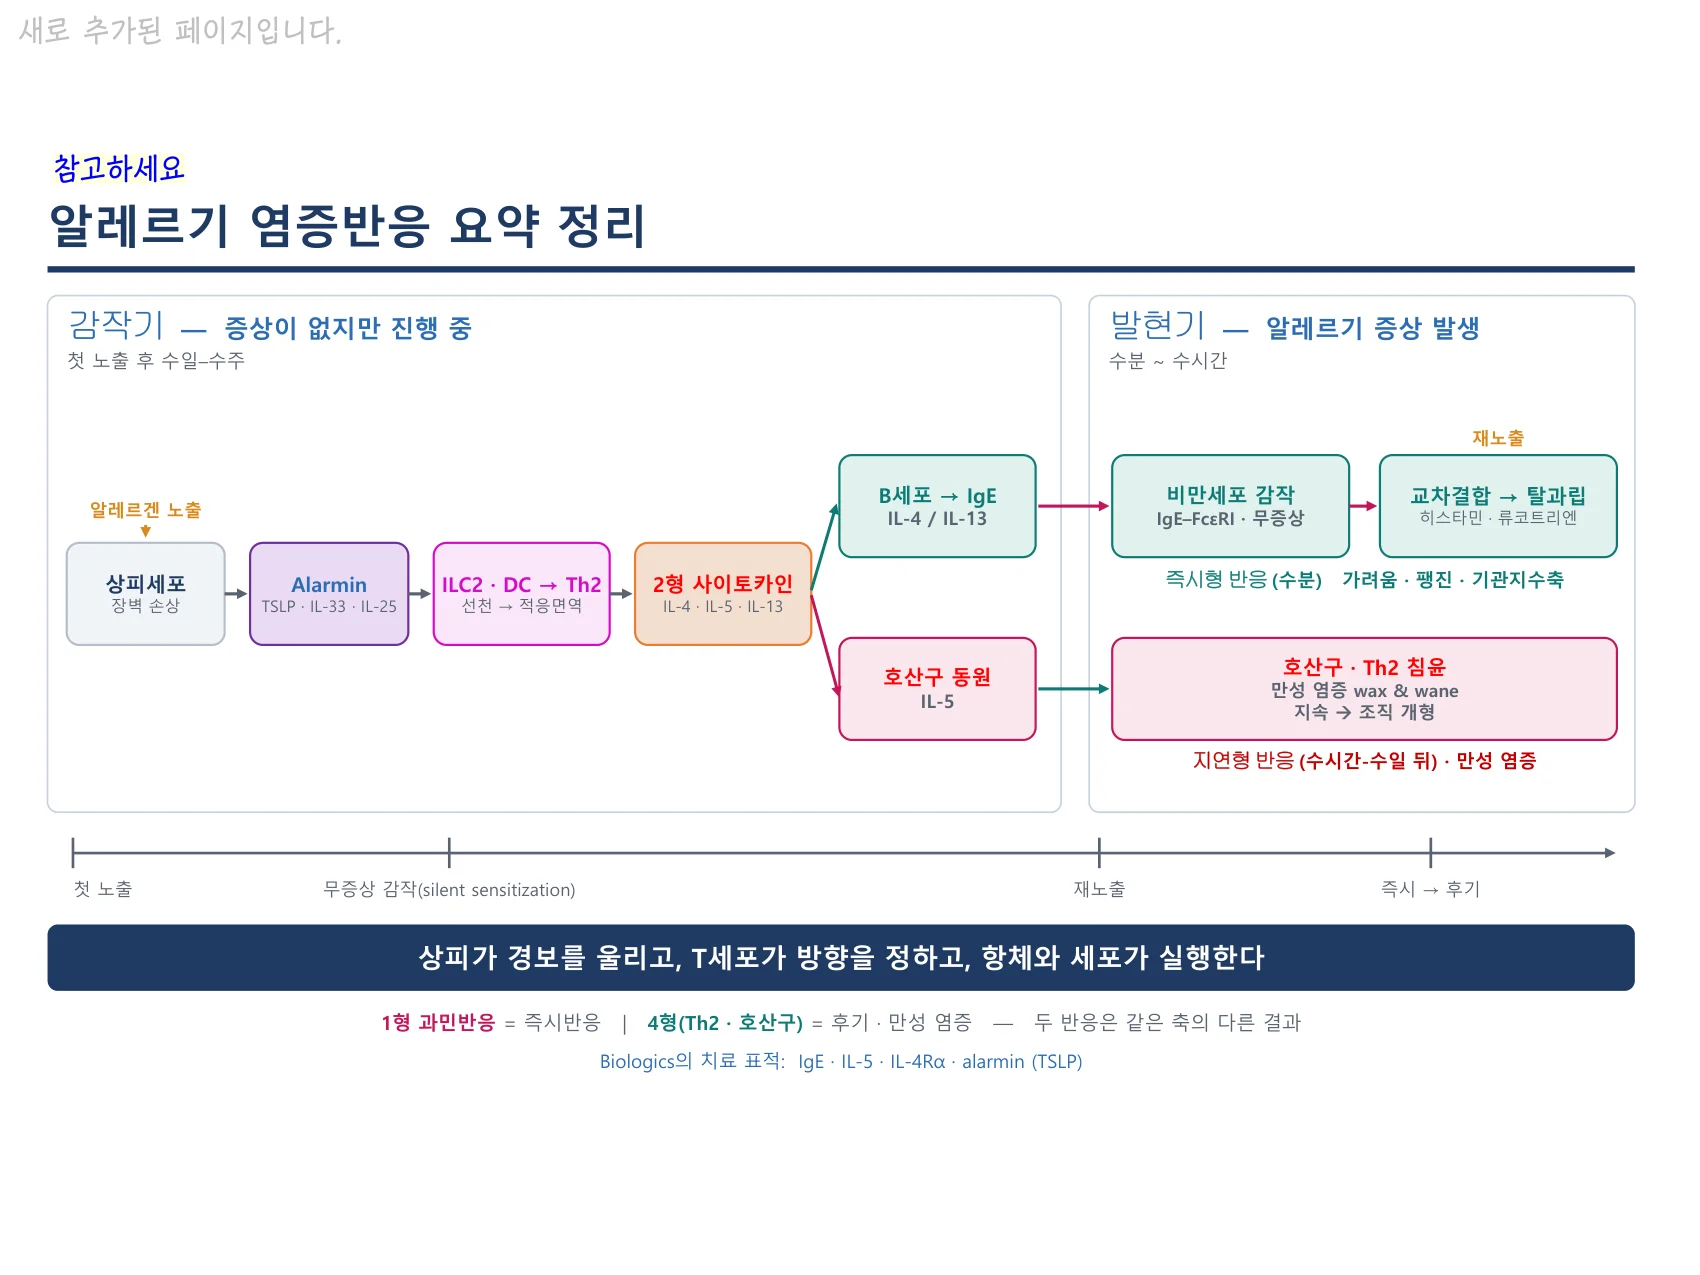 새로 추가된 페이지입니다.
참고하세요
알레르기 염증반응 요약 정리
감작기 — 증상이 없지만 진행 중
첫 노출 후 수일–수주
알레르겐 노출
상피세포
장벽 손상
Alarmin
TSLP · IL-33 · IL-25
ILC2 · DC → Th2
선천 → 적응면역
2형 사이토카인
IL-4 · IL-5 · IL-13
B세포 → IgE
IL-4 / IL-13
호산구 동원
IL-5
발현기 — 알레르기 증상 발생
수분 ~ 수시간
재노출
비만세포 감작
IgE–FcεRI · 무증상
교차결합 → 탈과립
히스타민 · 류코트리엔
즉시형 반응 (수분) 가려움 · 팽진 · 기관지수축
호산구 · Th2 침윤
만성 염증 wax & wane
지속 → 조직 개형
지연형 반응 (수시간-수일 뒤) · 만성 염증
첫 노출
무증상 감작(silent sensitization)
재노출
즉시 → 후기
상피가 경보를 울리고, T세포가 방향을 정하고, 항체와 세포가 실행한다
1형 과민반응 = 즉시반응 | 4형(Th2 · 호산구) = 후기 · 만성 염증 — 두 반응은 같은 축의 다른 결과
Biologics의 치료 표적: IgE · IL-5 · IL-4Rα · alarmin (TSLP)